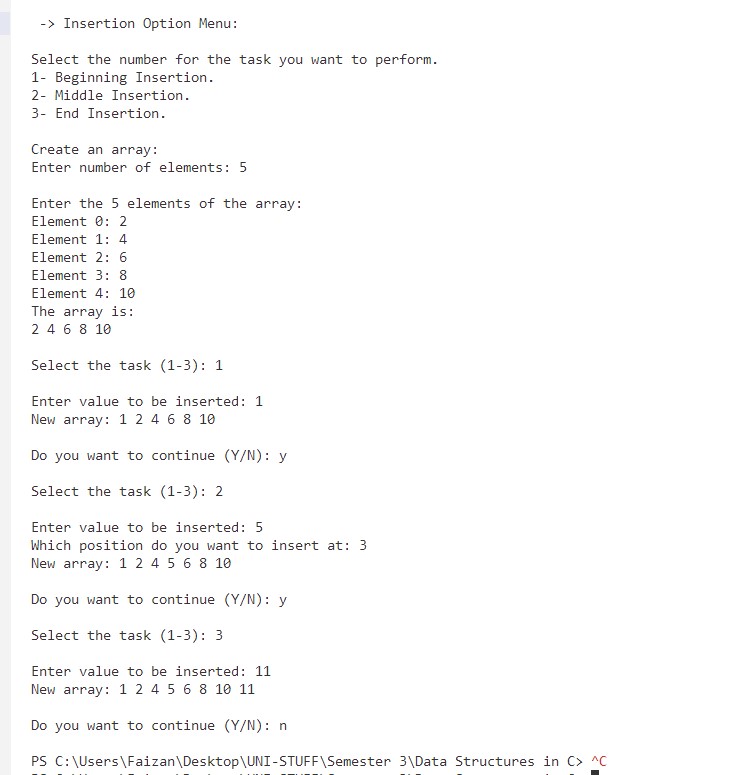 -> Insertion Option Menu:
Select the number for the task you want to perform.
1- Beginning Insertion.
2- Middle Insertion.
3- End Insertion.
Create an array:
Enter number of elements: 5
Enter the 5 elements of the array:
Element 0: 2
Element 1: 4
Element 2: 6
Element 3: 8
Element 4: 10
The array is:
2 4 6 8 10
Select the task (1-3): 1
Enter value to be inserted: 1
New array: 1 2 4 6 8 10
Do you want to continue (Y/N): y
Select the task (1-3): 2
Enter value to be inserted: 5
Which position do you want to insert at: 3
New array: 1 2 4 5 6 8 10
Do you want to continue (Y/N): y
Select the task (1-3): 3
Enter value to be inserted: 11
New array: 1 2 4 5 6 8 10 11
Do you want to continue (Y/N): n
PS C:\Users\Faizan\Desktop\UNI-STUFF\Semester 3\Data Structures in C> ^C